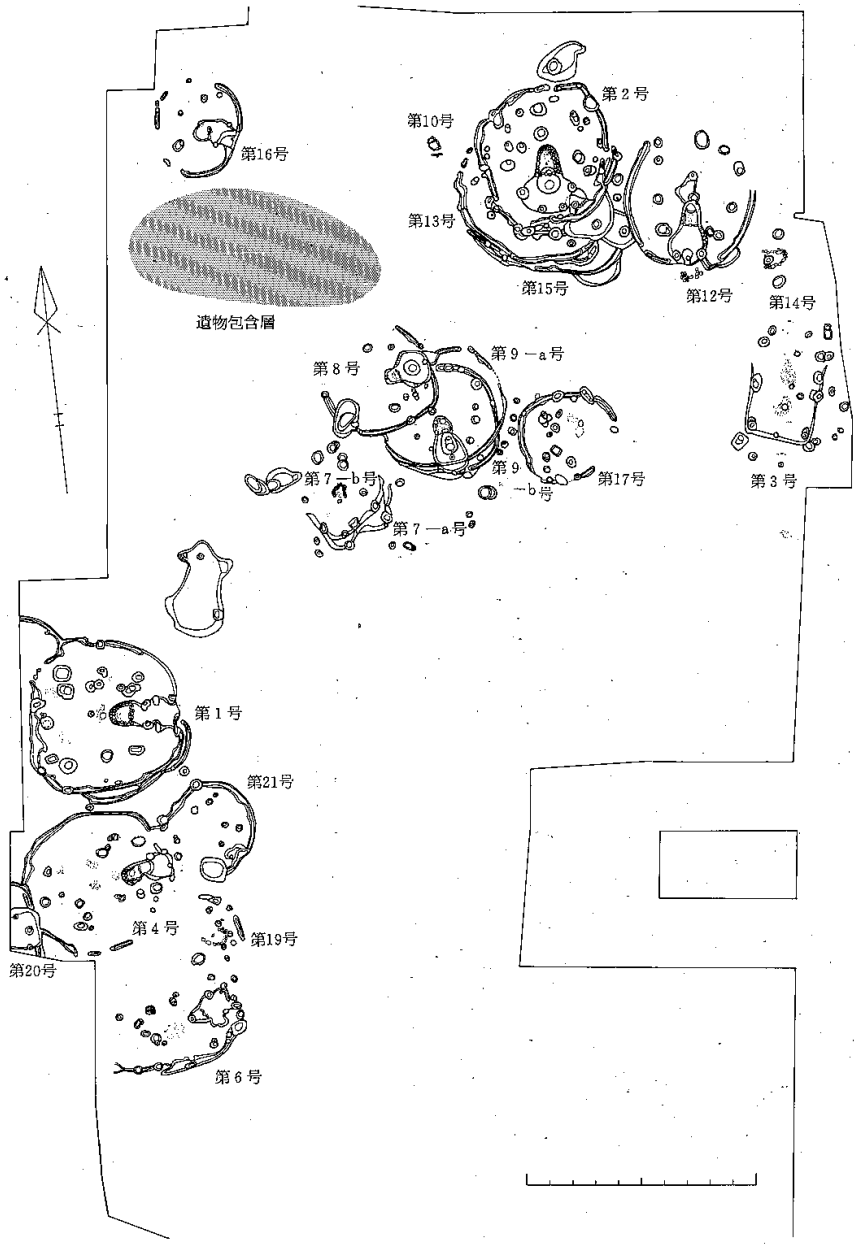 第2号
第10号
第16号
第13号
第15号
第12号
第14号
遺物包含層
第8号
第9-a号
第7-b号
第9
-b号
第17号
第3号
第7-a号
第1号
第21号
第4号
第19号
第20号
第6号